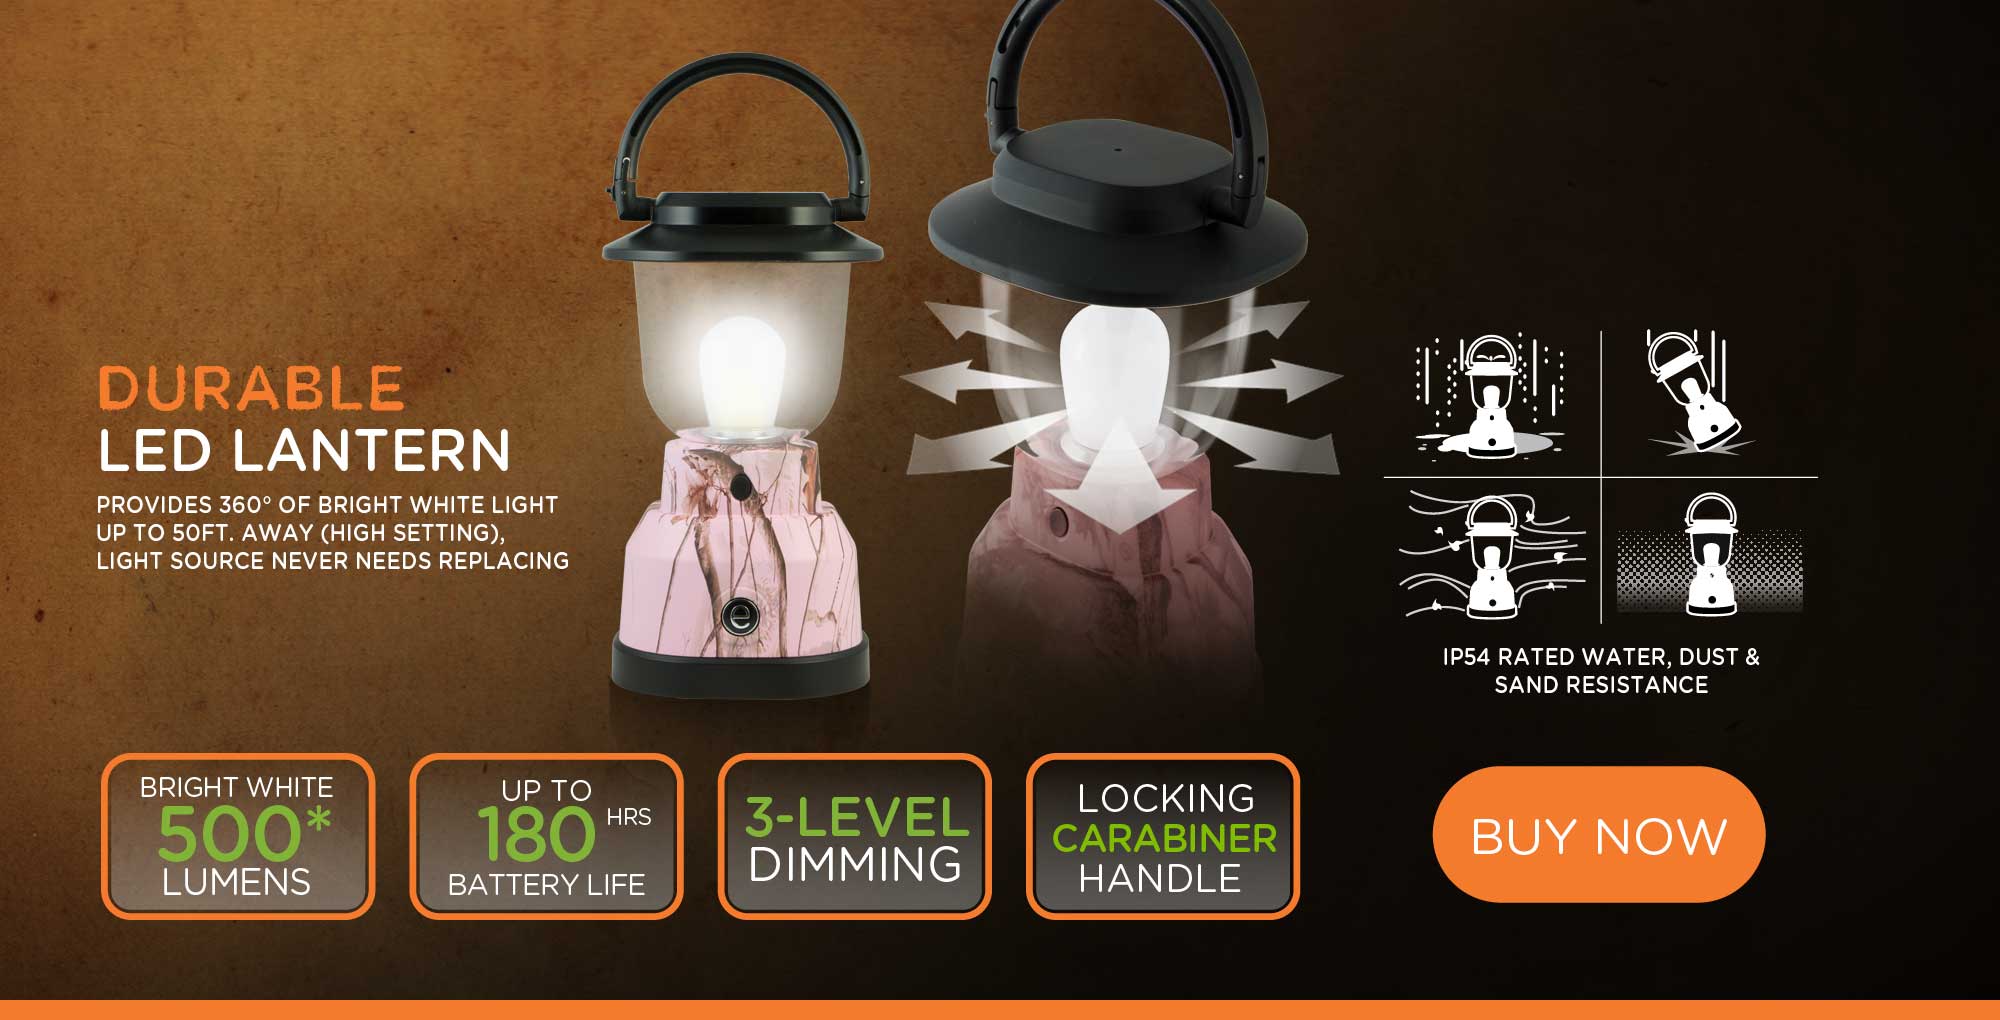 DURABLE
LED LANTERN
PROVIDES 360° OF BRIGHT WHITE LIGHT
UP TO 50FT. AWAY (HIGH SETTING),
LIGHT SOURCE NEVER NEEDS REPLACING
e
IP54 RATED WATER, DUST &
SAND RESISTANCE
BRIGHT WHITE
500*
LUMENS
UP TO
180 HRS
BATTERY LIFE
3-LEVEL
DIMMING
LOCKING
CARABINER
HANDLE
BUY NOW